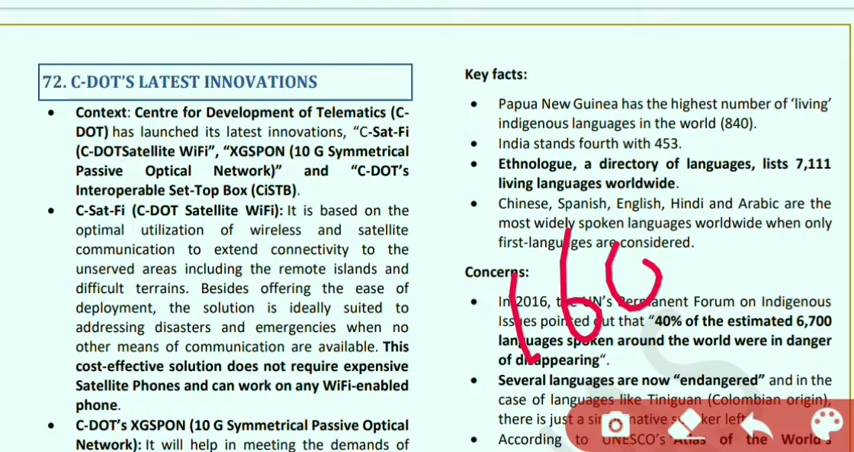 72. C-DOT'S LATEST INNOVATIONS
• Context: Centre for Development of Telematics (C-
DOT) has launched its latest innovations, “C-Sat-Fi
(C-DOTSatellite WiFi”, “XGSPON (10 G Symmetrical
Passive Optical Network)” and “C-DOT’s
Interoperable Set-Top Box (CiSTB).
• C-Sat-Fi (C-DOT Satellite WiFi): It is based on the
optimal utilization of wireless and satellite
communication to extend connectivity to the
unserved areas including the remote islands and
difficult terrains. Besides offering the ease of
deployment, the solution is ideally suited to
addressing disasters and emergencies when no
other means of communication are available. This
cost-effective solution does not require expensive
Satellite Phones and can work on any WiFi-enabled
phone.
• C-DOT’s XGSPON (10 G Symmetrical Passive Optical
Network): It will help in meeting the demands of
Key facts:
• Papua New Guinea has the highest number of ‘living’
indigenous languages in the world (840).
• India stands fourth with 453.
• Ethnologue, a directory of languages, lists 7,111
living languages worldwide.
• Chinese, Spanish, English, Hindi and Arabic are the
most widely spoken languages worldwide when only
first-languages are considered.
Concerns:
• In 2016, the UN’s Permanent Forum on Indigenous
Issues pointed out that “40% of the estimated 6,700
languages spoken around the world were in danger
of disappearing“.
• Several languages are now “endangered” and in the
case of languages like Tiniguan (Colombian origin),
there is just a single native speaker left.
• According to UNESCO’s “Atlas of the World’s